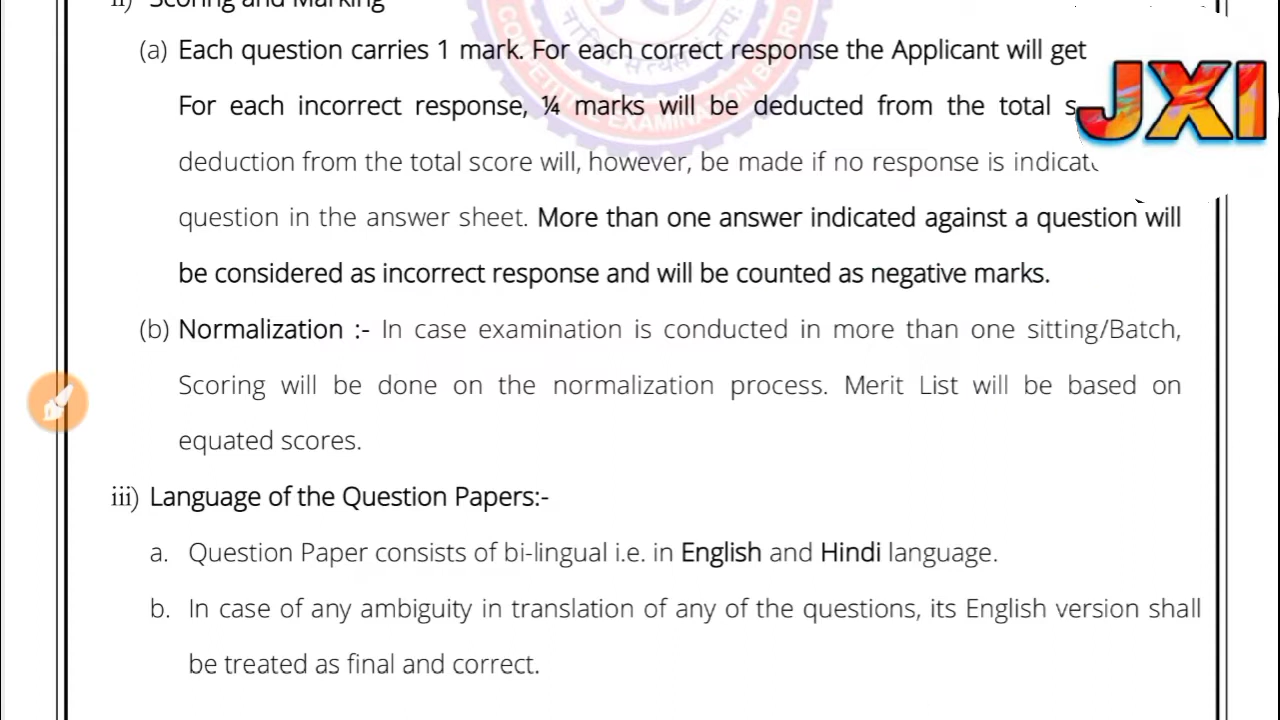 ii) Scoring and Marking
(a) Each question carries 1 mark. For each correct response the Applicant will get
For each incorrect response, ¼ marks will be deducted from the total
JXI
deduction from the total score will, however, be made if no response is
question in the answer sheet. More than one answer indicated against a question will
be considered as incorrect response and will be counted as negative marks.
(b) Normalization :- In case examination is conducted in more than one sitting/Batch,
Scoring will be done on the normalization process. Merit List will be based on
equated scores.
iii) Language of the Question Papers:-
a. Question Paper consists of bi-lingual i.e. in English and Hindi language.
b. In case of any ambiguity in translation of any of the questions, its English version shall
be treated as final and correct.